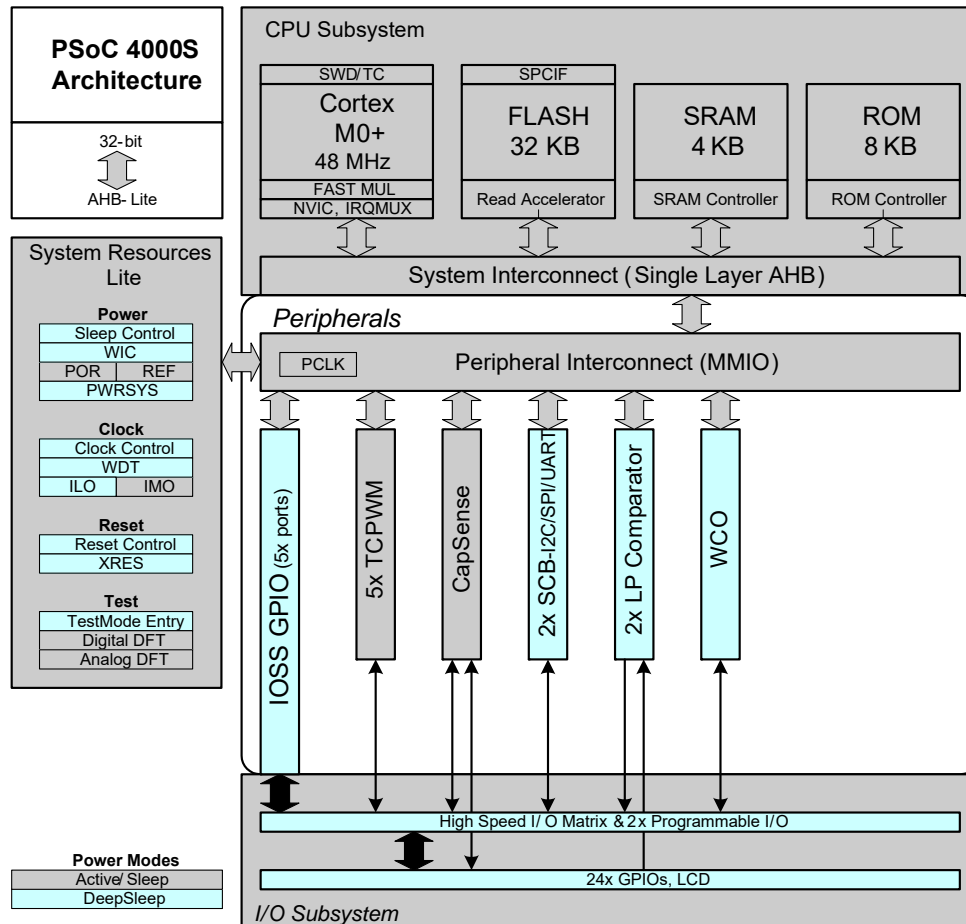 PSoC 4000S
Architecture
32-bit
AHB- Lite
CPU Subsystem
SWD/TC
Cortex
M0+
48 MHz
FAST MUL
NVIC, IRQMUX
SPCIF
FLASH
32 KB
Read Accelerator
SRAM
4 KB
SRAM Controller
ROM
8 KB
ROM Controller
System Interconnect (Single Layer AHB)
System Resources
Lite
Power
Sleep Control
WIC
POR REF
PWRSYS
Clock
Clock Control
WDT
ILO IMO
Reset
Reset Control
XRES
Test
TestMode Entry
Digital DFT
Analog DFT
Peripherals
PCLK
Peripheral Interconnect (MMIO)
IOSS GPIO (5x ports)
5x TCPWM
CapSense
2x SCB-I2C/SPI/UART
2x LP Comparator
WCO
High Speed I/O Matrix & 2x Programmable I/O
24x GPIOs, LCD
I/O Subsystem
Power Modes
Active/ Sleep
DeepSleep